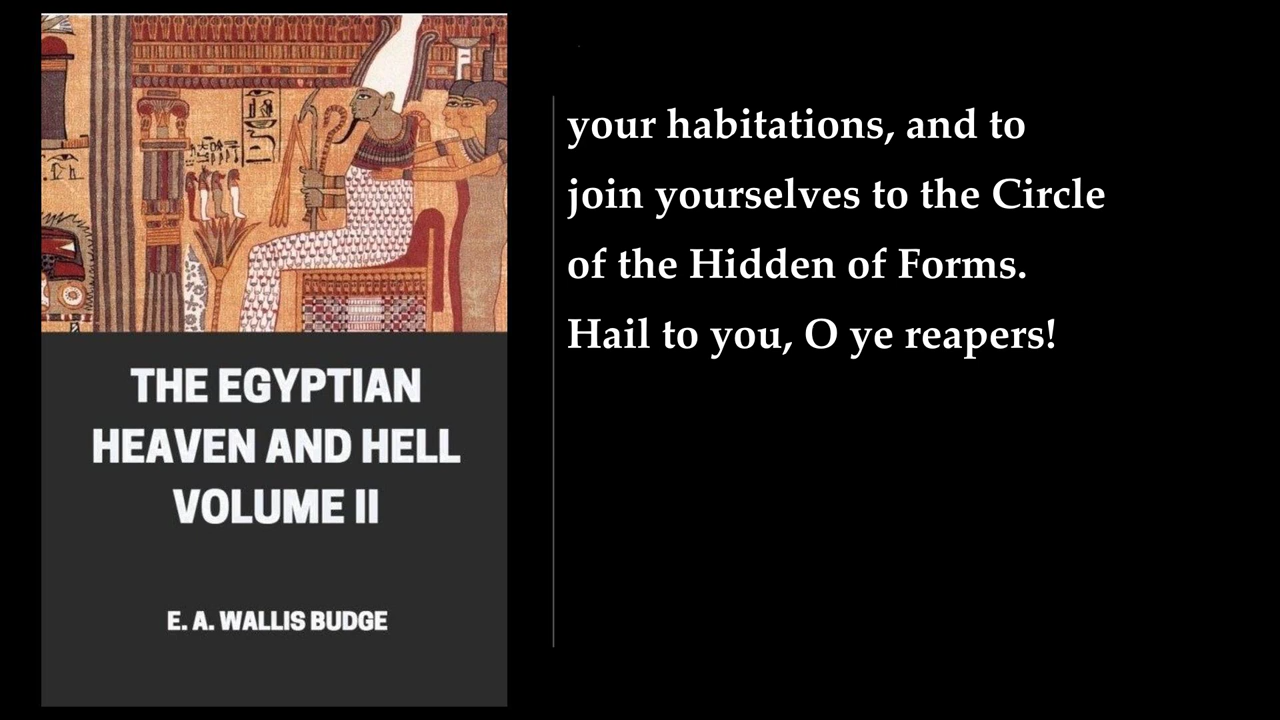 THE EGYPTIAN
HEAVEN AND HELL
VOLUME II
E. A. WALLIS BUDGE
your habitations, and to
join yourselves to the Circle
of the Hidden of Forms.
Hail to you, O ye reapers!